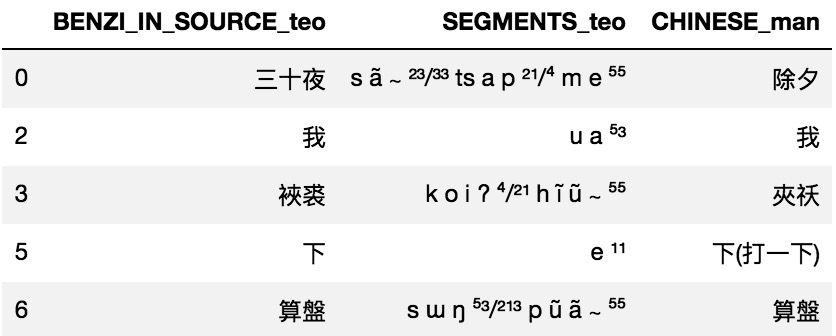 BENZI_IN_SOURCE_teo SEGMENTS_teo CHINESE_man
0 三十夜 s ã ~ ²³/³³ ts a p ²¹/⁴ m e ⁵⁵ 除夕
2 我 u a ⁵³ 我
3 裌裘 k o i ʔ ⁴/²¹ h ĩ ũ ~ ⁵⁵ 夾袄
5 下 e ¹¹ 下(打一下)
6 算盤 s ɯ ŋ ⁵³/²¹³ p ũ ã ~ ⁵⁵ 算盤